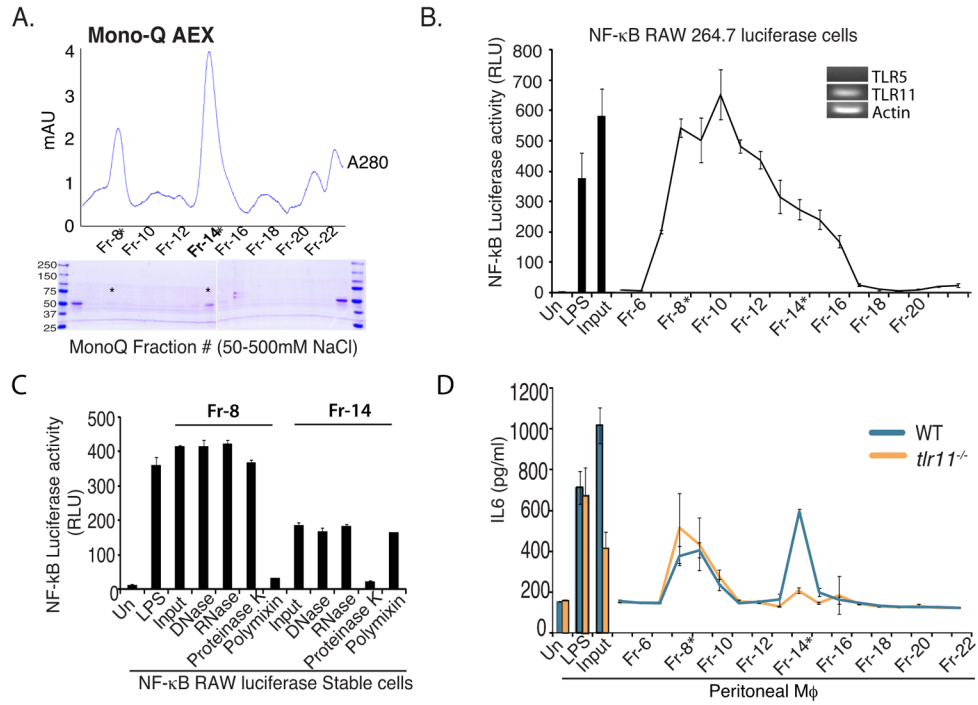 A.
Mono-Q AEX
4
3
2
1
0
mAU
A280
Fr-8*
Fr-10
Fr-12
Fr-14*
Fr-16
Fr-18
Fr-20
Fr-22
250
150
75
50
37
25
*
*
MonoQ Fraction # (50-500mM NaCl)
B.
NF-κB RAW 264.7 luciferase cells
NF-kB Luciferase activity (RLU)
800
700
600
500
400
300
200
100
0
TLR5
TLR11
Actin
Un
LPS
Input
Fr-6
Fr-8*
Fr-10
Fr-12
Fr-14*
Fr-16
Fr-18
Fr-20
C
Fr-8
Fr-14
NF-kB Luciferase activity
(RLU)
500
400
300
200
100
0
Un
LPS
Input
DNase
RNase
Proteinase K
Polymixin
Input
DNase
RNase
Proteinase K
Polymixin
NF-κB RAW luciferase Stable cells
D
IL6 (pg/ml)
1200
1000
800
600
400
200
0
WT
tlr11-/-
Un
LPS
Input
Fr-6
Fr-8*
Fr-10
Fr-12
Fr-14*
Fr-16
Fr-18
Fr-20
Fr-22
Peritoneal Mϕ